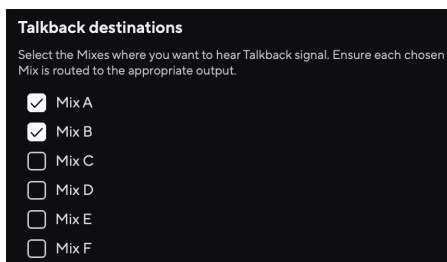 Talkback destinations
Select the Mixes where you want to hear Talkback signal. Ensure each chosen
Mix is routed to the appropriate output.
Mix A
Mix B
Mix C
Mix D
Mix E
Mix F